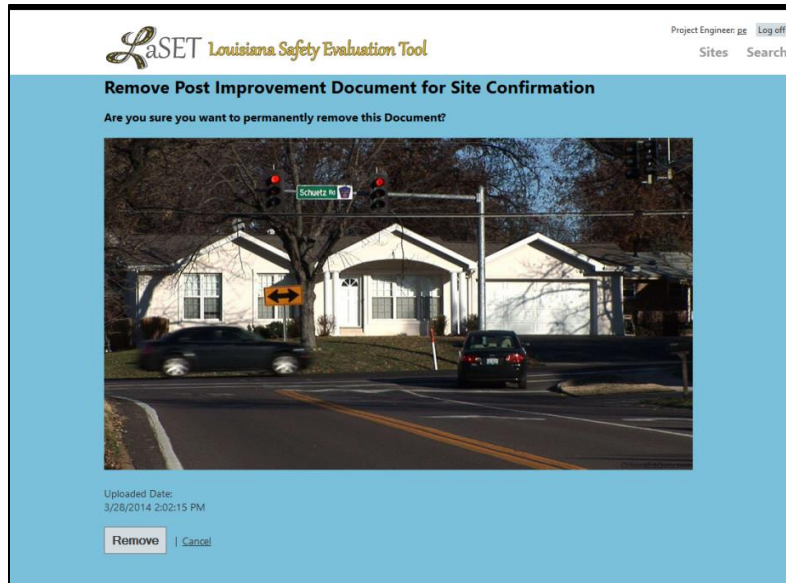 Project Engineer: pe Log off
LaSET Louisiana Safety Evaluation Tool
Sites Search
Remove Post Improvement Document for Site Confirmation
Are you sure you want to permanently remove this Document?
Schuetz Rd
Uploaded Date:
3/28/2014 2:02:15 PM
Remove | Cancel